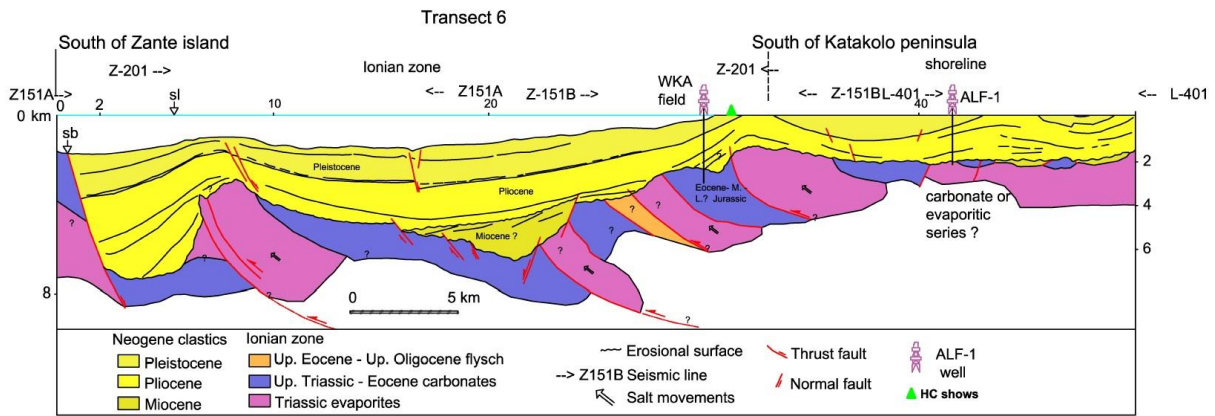 Transect 6
South of Zante island
South of Katakolo peninsula
Z-201 -->
Ionian zone
Z-201 <-
shoreline
Z151A->
sl
<-- Z151A
Z-151B -->
WKA
field
<-- Z-151BL-401 -->
ALF-1
<-- L-401
0 2 10 20 40
0 km
sb
Pleistocene
Pliocene
2
Eocene- M.-
L.? Jurassic
? ? ? ? ? ?
carbonate or
evaporitic
series ?
4
Miocene ?
? ? ? ? ? ?
6
8
0 5 km
? ?
Neogene clastics
Ionian zone
Pleistocene
Pliocene
Miocene
Up. Eocene - Up. Oligocene flysch
Up. Triassic - Eocene carbonates
Triassic evaporites
Erosional surface
--> Z151B Seismic line
Salt movements
Thrust fault
Normal fault
ALF-1
well
HC shows